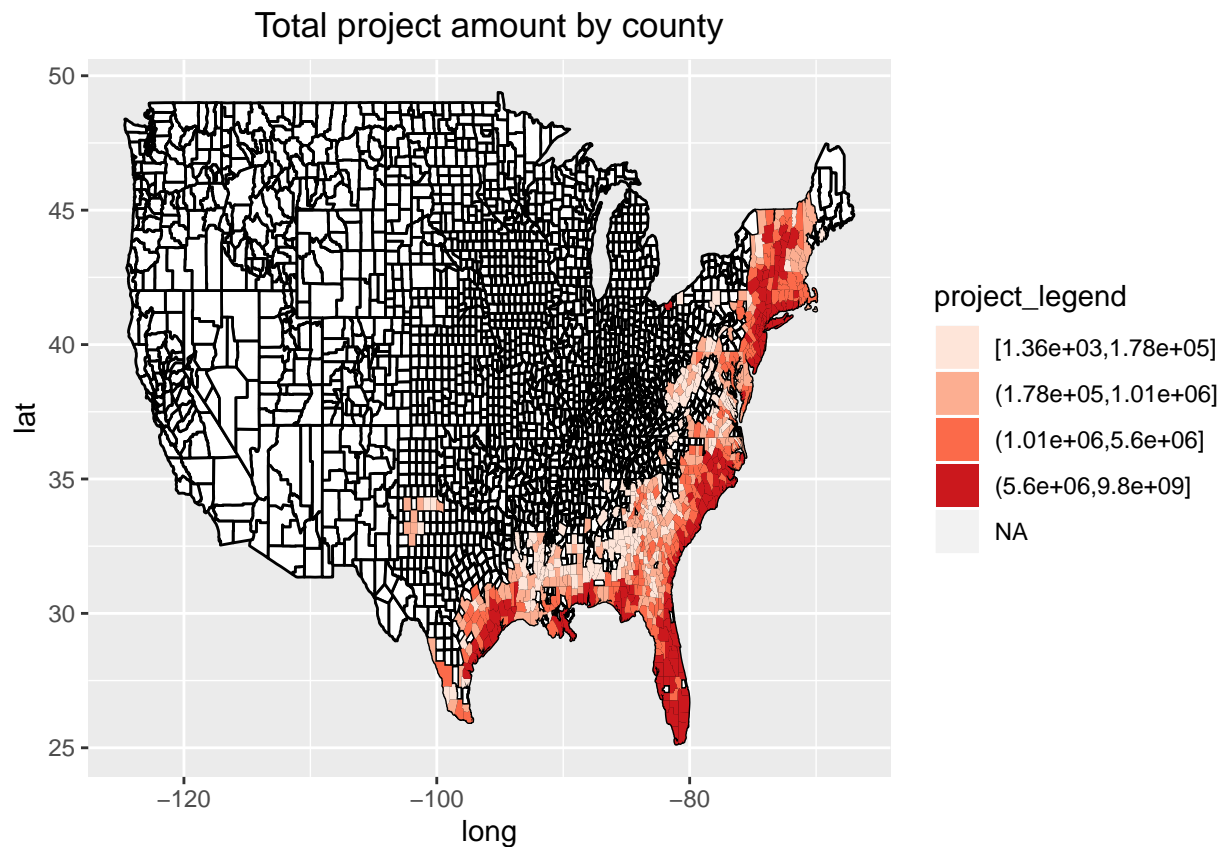 Total project amount by county
50
45
40
35
30
25
lat
−120
−100
−80
long
project_legend
[1.36e+03,1.78e+05]
(1.78e+05,1.01e+06]
(1.01e+06,5.6e+06]
(5.6e+06,9.8e+09]
NA